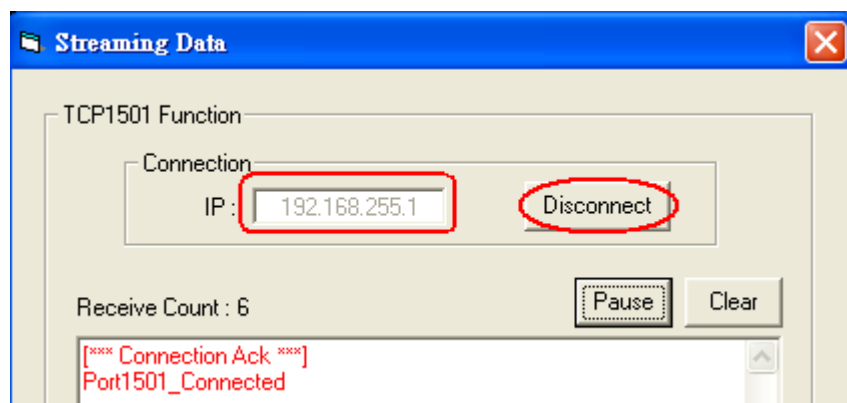 Streaming Data
TCP1501 Function
Connection
IP : 192.168.255.1 Disconnect
Receive Count : 6 Pause Clear
[*** Connection Ack ***]
Port1501_Connected